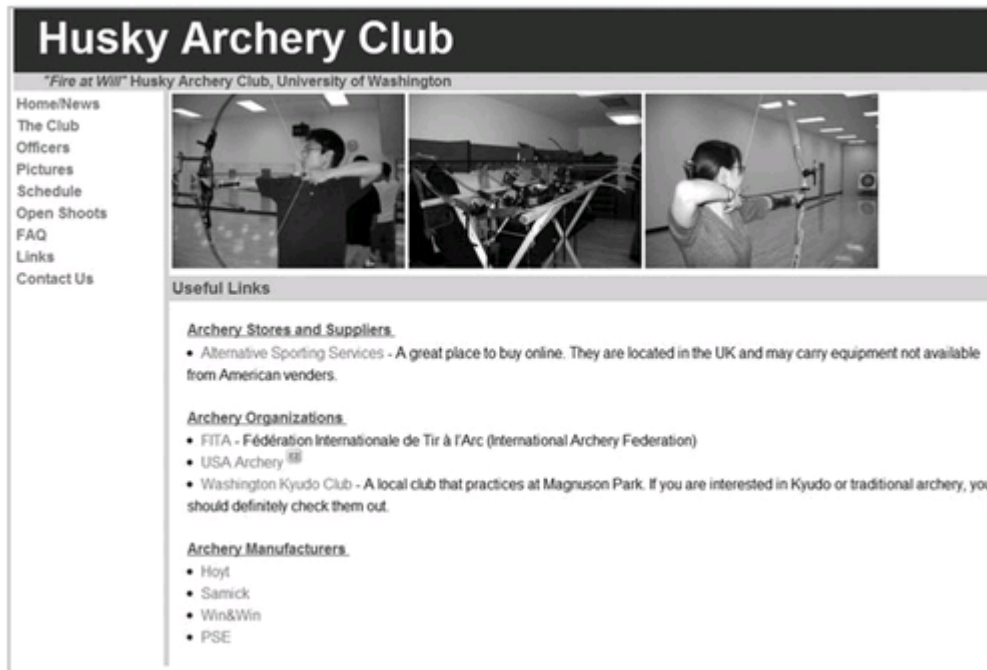 Husky Archery Club
"Fire at Will" Husky Archery Club, University of Washington
Home/News
The Club
Officers
Pictures
Schedule
Open Shoots
FAQ
Links
Contact Us
Useful Links
Archery Stores and Suppliers
• Alternative Sporting Services - A great place to buy online. They are located in the UK and may carry equipment not available
from American venders.
Archery Organizations
• FITA - Fédération Internationale de Tir à l'Arc (International Archery Federation)
• USA Archery
• Washington Kyudo Club - A local club that practices at Magnuson Park. If you are interested in Kyudo or traditional archery, you
should definitely check them out.
Archery Manufacturers
• Hoyt
• Samick
• Win&Win
• PSE